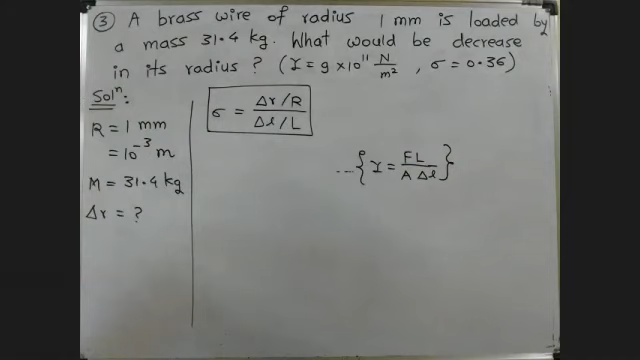 ③ A brass wire of radius 1 mm is loaded by
a mass 31.4 kg. What would be decrease
in its radius? (Y = 9 × 10¹¹ N/m², σ = 0.36)
Solⁿ:
R = 1 mm
= 10⁻³ m
M = 31.4 kg
Δr = ?
σ = (Δr/R)/(Δl/L)
...{Y = FL/(A Δl)}